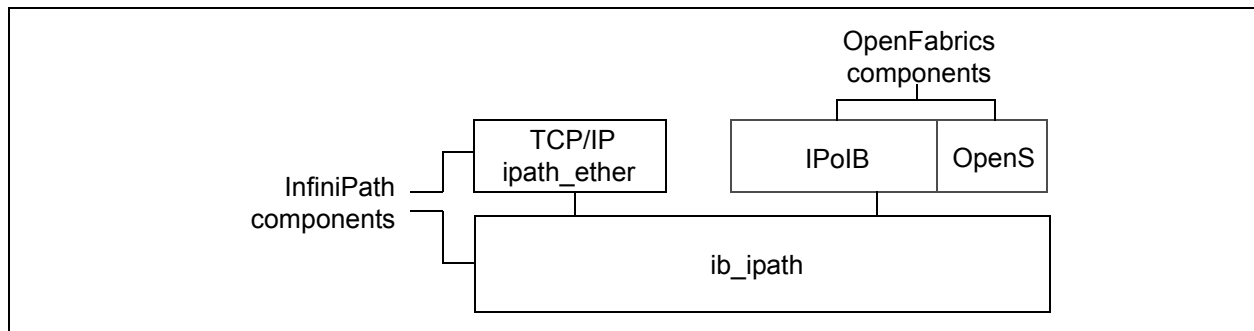 OpenFabrics
components
TCP/IP
ipath_ether
IPoIB
OpenS
InfiniPath
components
ib_ipath